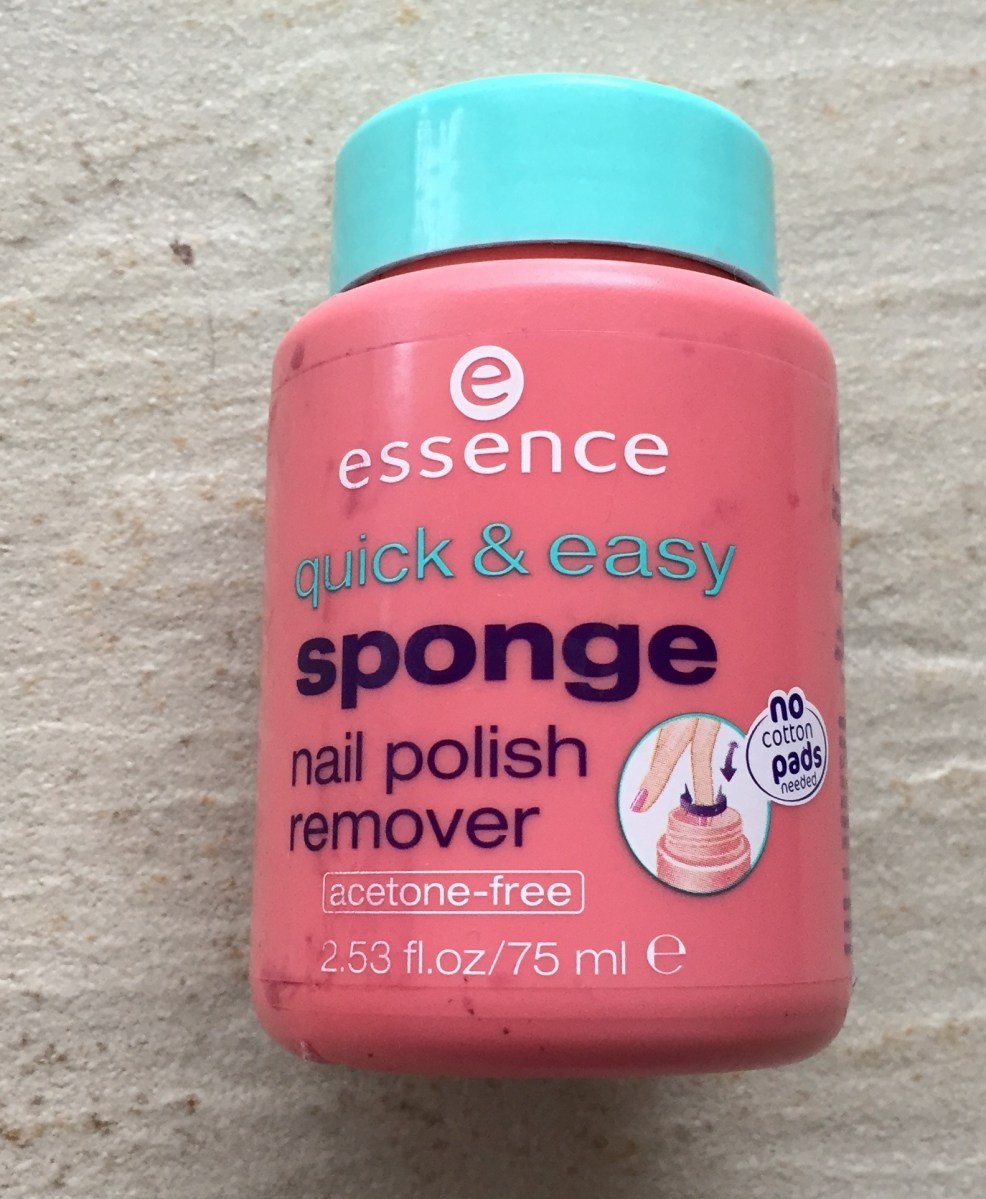 e
essence
quick & easy
sponge
nail polish
remover
no
cotton
pads
needed
acetone-free
2.53 fl.oz/75 ml ℮